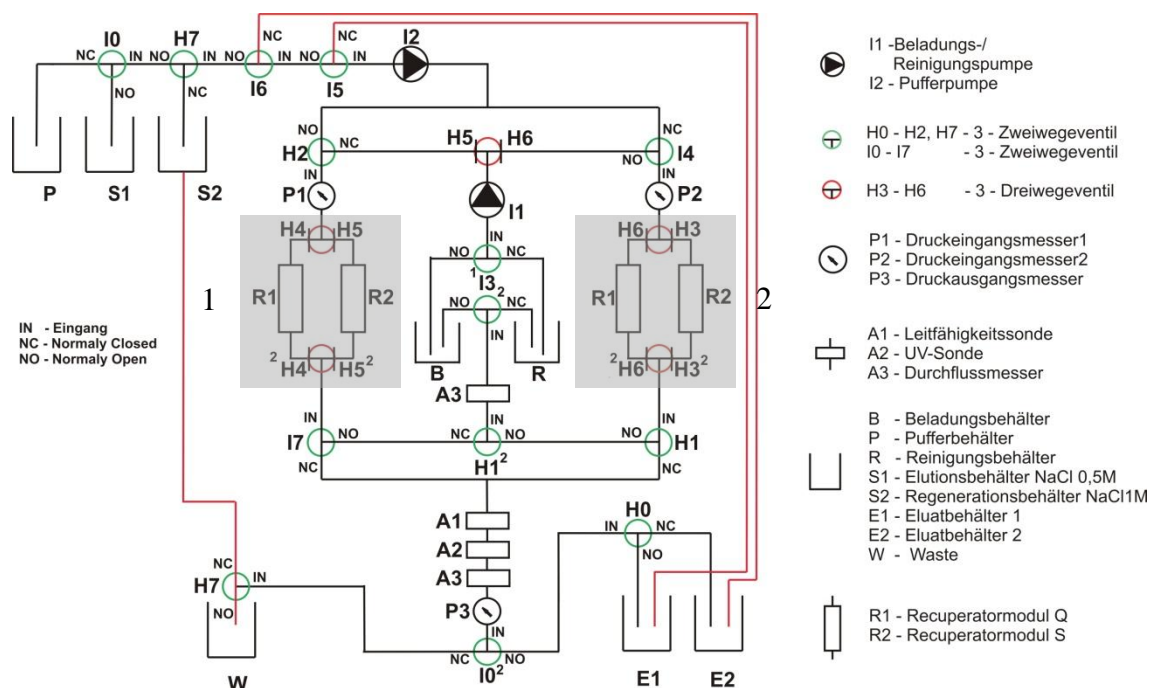 NC NC
I0 H7 I2
NC IN NO IN NO IN NO IN
NO NC I6 I5
P S1 S2
NO NC
H5 H6
H2 NC NO I4
IN IN
P1 P2
I1
H4 H5 IN H6 H3
NO NC
1 I3 2
R1 R2 NO NC R1 R2
1 2
IN
B R
2 H4 H5 2 2 H6 H3 2
A3
IN IN IN
I7 NO NC NO NO H1
NC H1 2 NC
A1
A2
A3
P3
IN
NC NO
I0 2
H0
IN NC
NO
NC
H7 IN
NO
W E1 E2
IN - Eingang
NC - Normaly Closed
NO - Normaly Open
I1 -Beladungs-/
Reinigungspumpe
I2 - Pufferpumpe
H0 - H2, H7 - 3 - Zweiwegeventil
I0 - I7 - 3 - Zweiwegeventil
H3 - H6 - 3 - Dreiwegeventil
P1 - Druckeingangsmesser1
P2 - Druckeingangsmesser2
P3 - Druckausgangsmesser
A1 - Leitfähigkeitssonde
A2 - UV-Sonde
A3 - Durchflussmesser
B - Beladungsbehälter
P - Pufferbehälter
R - Reinigungsbehälter
S1 - Elutionsbehälter NaCl 0,5M
S2 - Regenerationsbehälter NaCl1M
E1 - Eluatbehälter 1
E2 - Eluatbehälter 2
W - Waste
R1 - Recuperatormodul Q
R2 - Recuperatormodul S